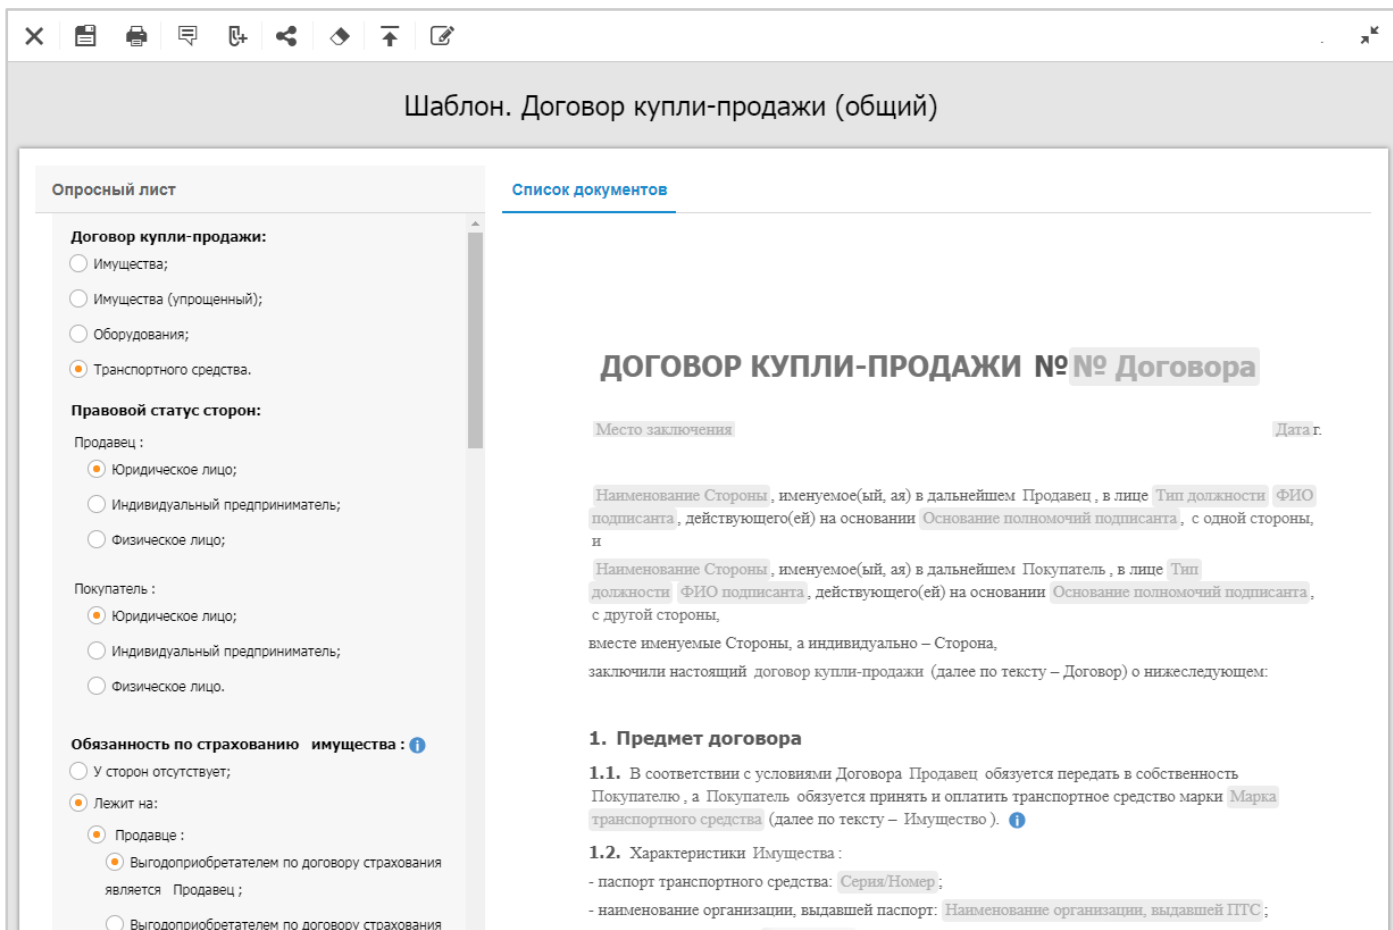 Шаблон. Договор купли-продажи (общий)
Опросный лист
Договор купли-продажи:
Имущества;
Имущества (упрощенный);
Оборудования;
Транспортного средства.
Правовой статус сторон:
Продавец :
Юридическое лицо;
Индивидуальный предприниматель;
Физическое лицо;
Покупатель :
Юридическое лицо;
Индивидуальный предприниматель;
Физическое лицо.
Обязанность по страхованию имущества :
У сторон отсутствует;
Лежит на:
Продавце :
Выгодоприобретателем по договору страхования
является Продавец ;
Выгодоприобретателем по договору страхования
Список документов
ДОГОВОР КУПЛИ-ПРОДАЖИ №№ Договора
Место заключения Дата г.
Наименование Стороны , именуемое(ый, ая) в дальнейшем Продавец , в лице Тип должности ФИО
подписанта , действующего(ей) на основании Основание полномочий подписанта , с одной стороны,
и
Наименование Стороны , именуемое(ый, ая) в дальнейшем Покупатель , в лице Тип
должности ФИО подписанта , действующего(ей) на основании Основание полномочий подписанта ,
с другой стороны,
вместе именуемые Стороны, а индивидуально – Сторона,
заключили настоящий договор купли-продажи (далее по тексту – Договор) о нижеследующем:
1. Предмет договора
1.1. В соответствии с условиями Договора Продавец обязуется передать в собственность
Покупателю , а Покупатель обязуется принять и оплатить транспортное средство марки Марка
транспортного средства (далее по тексту – Имущество ).
1.2. Характеристики Имущества :
- паспорт транспортного средства: Серия/Номер ;
- наименование организации, выдавшей паспорт: Наименование организации, выдавшей ПТС ;